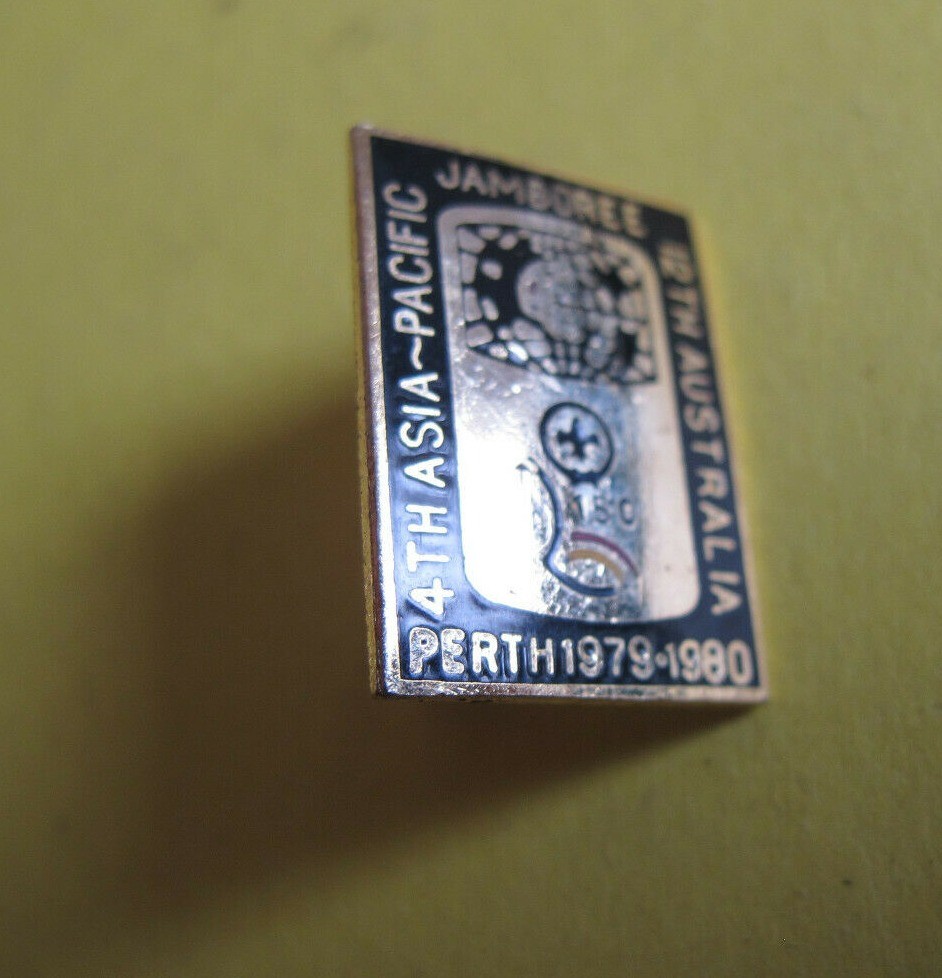 4TH ASIA~PACIFIC
JAMBOREE
12TH AUSTRALIA
PERTH 1979•1980